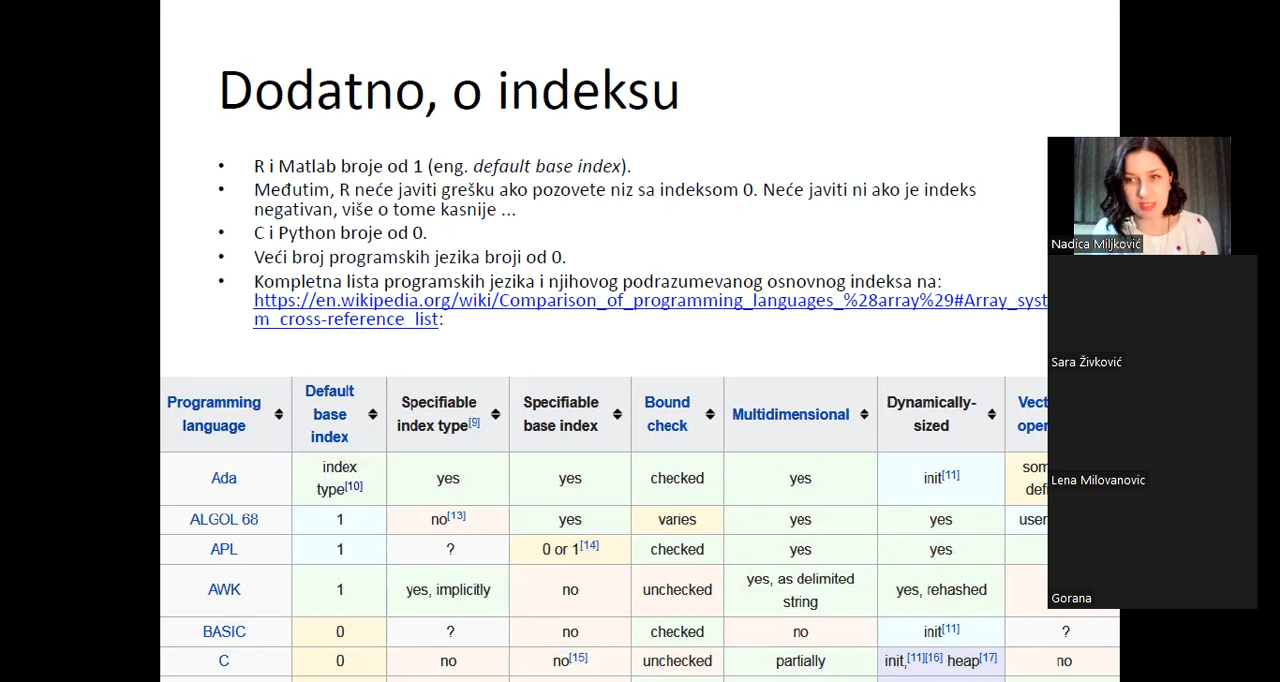 Dodatno, o indeksu
• R i Matlab broje od 1 (eng. default base index).
• Međutim, R neće javiti grešku ako pozovete niz sa indeksom 0. Neće javiti ni ako je indeks
negativan, više o tome kasnije ...
• C i Python broje od 0.
• Veći broj programskih jezika broji od 0.
• Kompletna lista programskih jezika i njihovog podrazumevanog osnovnog indeksa na:
https://en.wikipedia.org/wiki/Comparison_of_programming_languages_%28array%29#Array_syst
m_cross-reference_list:
Nadica Miljković
Sara Živković
Lena Milovanovic
Gorana
Programming language Default base index Specifiable index type[9] Specifiable base index Bound check Multidimensional Dynamically-sized Vect oper
Ada index type[10] yes yes checked yes init[11] som defi
ALGOL 68 1 no[13] yes varies yes yes user
APL 1 ? 0 or 1[14] checked yes yes
AWK 1 yes, implicitly no unchecked yes, as delimited string yes, rehashed
BASIC 0 ? no checked no init[11] ?
C 0 no no[15] unchecked partially init,[11][16] heap[17] no